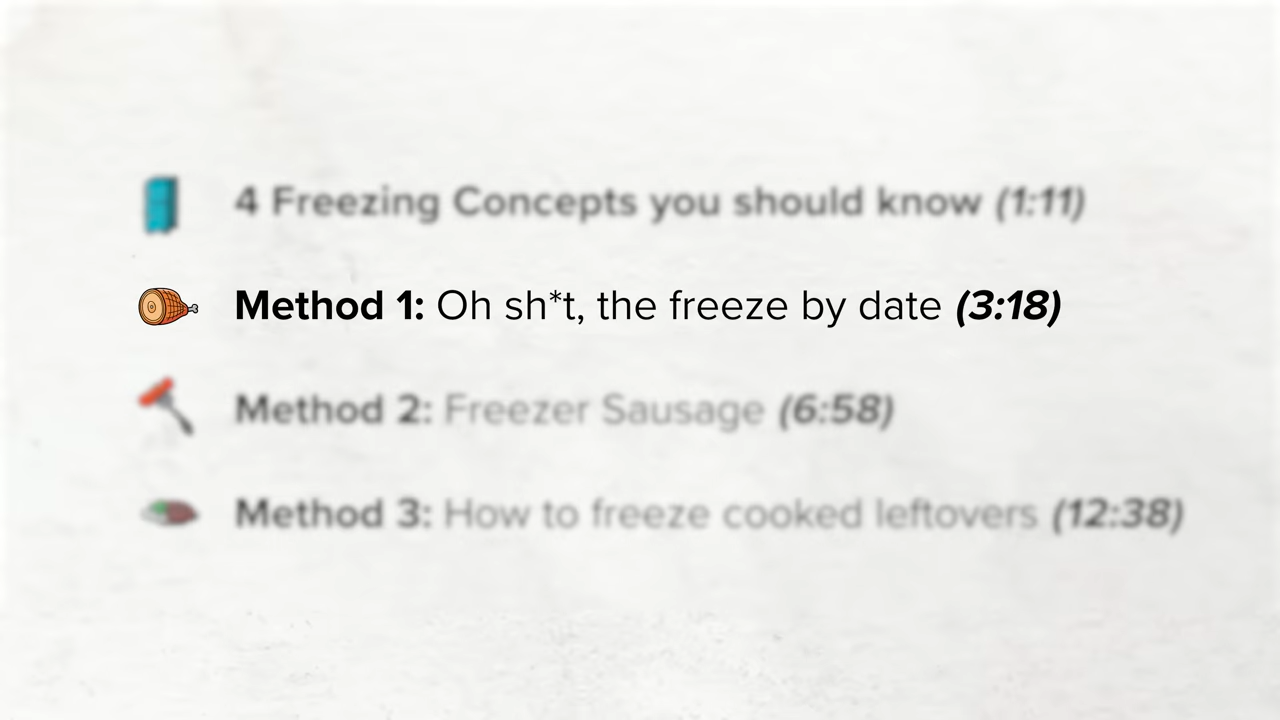 4 Freezing Concepts you should know (1:11)
Method 1: Oh sh*t, the freeze by date (3:18)
Method 2: Freezer Sausage (6:58)
Method 3: How to freeze cooked leftovers (12:38)